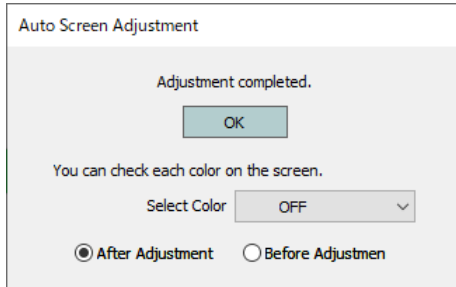 Auto Screen Adjustment
Adjustment completed.
OK
You can check each color on the screen.
Select Color OFF
After Adjustment Before Adjustmen